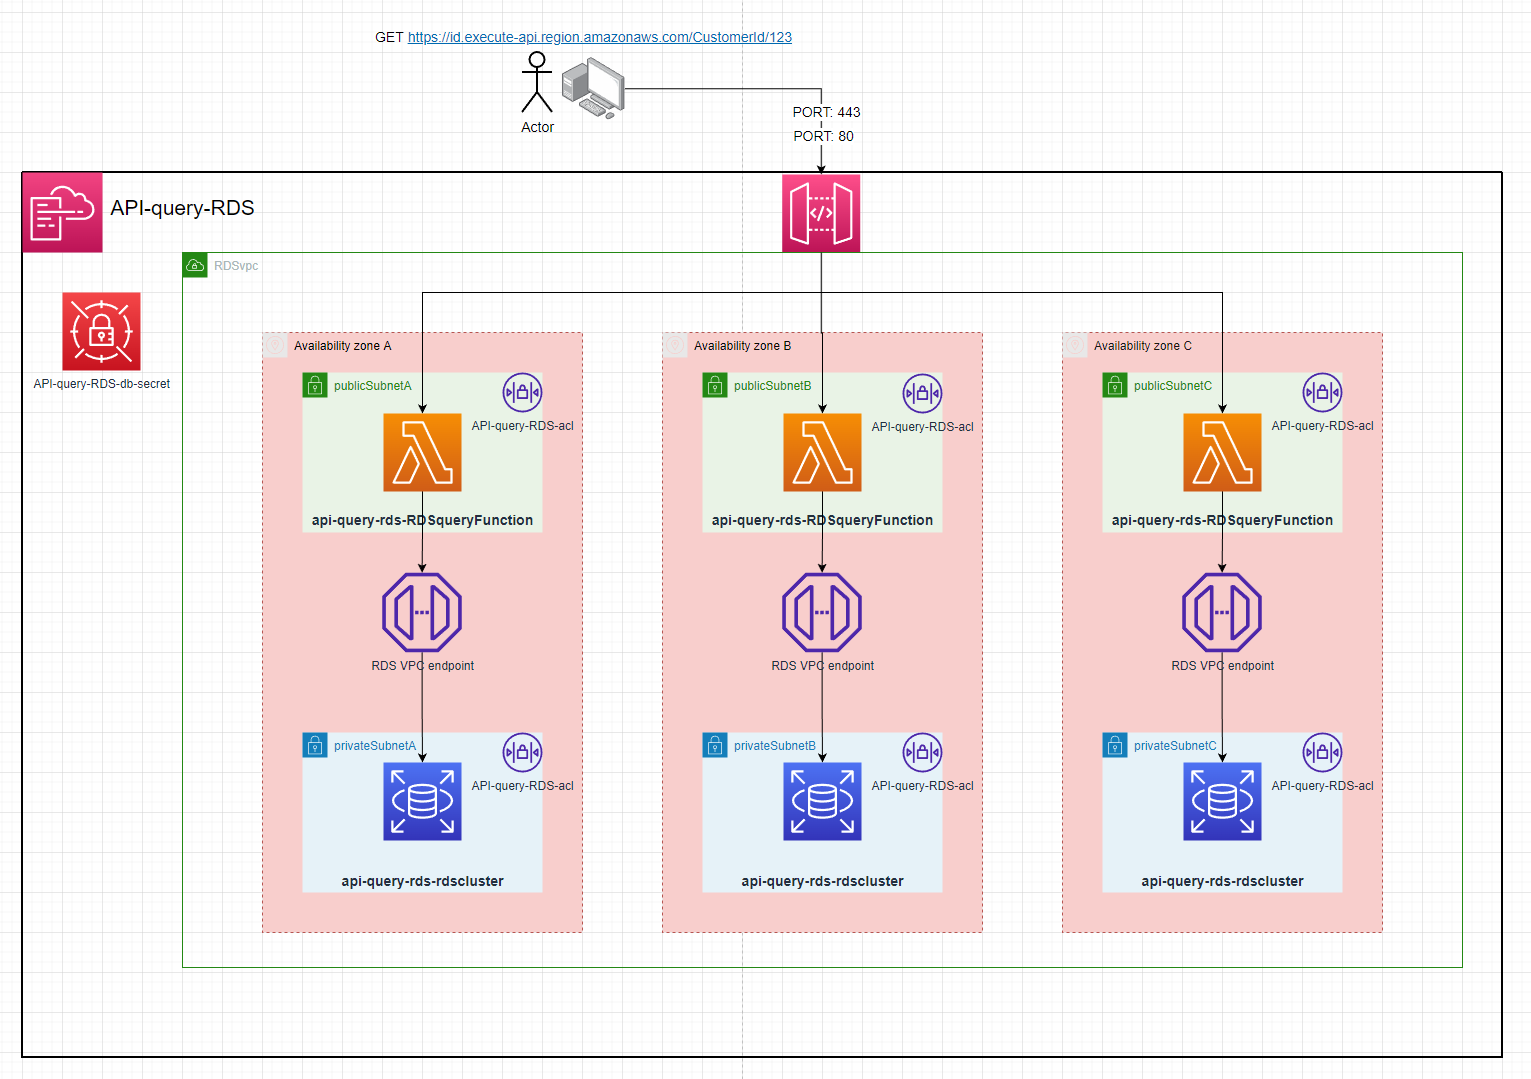 GET https://id.execute-api.region.amazonaws.com/CustomerId/123
Actor
PORT: 443
PORT: 80
API-query-RDS
RDSvpc
API-query-RDS-db-secret
Availability zone A
publicSubnetA
API-query-RDS-acl
api-query-rds-RDSqueryFunction
RDS VPC endpoint
privateSubnetA
API-query-RDS-acl
api-query-rds-rdscluster
Availability zone B
publicSubnetB
API-query-RDS-acl
api-query-rds-RDSqueryFunction
RDS VPC endpoint
privateSubnetB
API-query-RDS-acl
api-query-rds-rdscluster
Availability zone C
publicSubnetC
API-query-RDS-acl
api-query-rds-RDSqueryFunction
RDS VPC endpoint
privateSubnetC
API-query-RDS-acl
api-query-rds-rdscluster